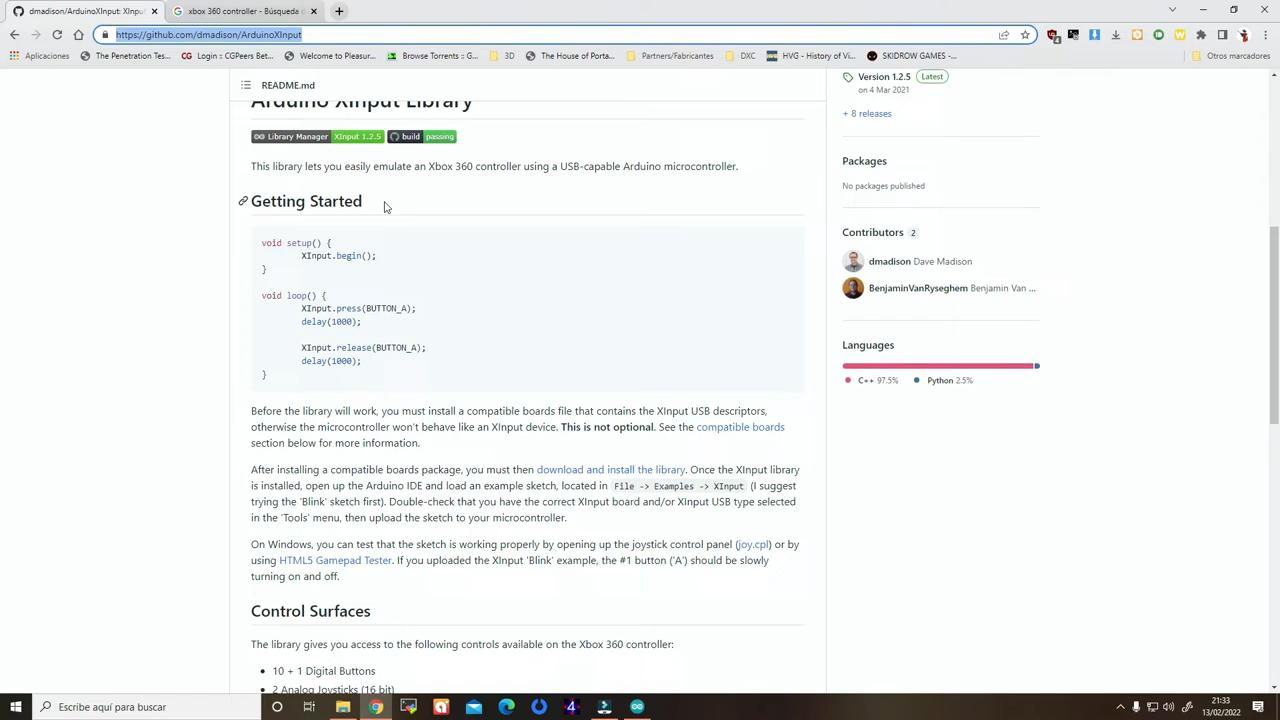 dmadison/ArduinoXInput: XInput
xbox 360 controller - Búsqueda d
https://github.com/dmadison/ArduinoXInput
Aplicaciones
Login :: CGPeers Bet...
Welcome to Pleasur...
Browse Torrents :: G...
3D
The House of Porta...
Partners/Fabricantes
DXC
HVG - History of Vi...
SKIDROW GAMES -...
Otros marcadores
README.md
Arduino XInput Library
Library Manager XInput 1.2.5 build passing
This library lets you easily emulate an Xbox 360 controller using a USB-capable Arduino microcontroller.
Getting Started
void setup() {
XInput.begin();
}
void loop() {
XInput.press(BUTTON_A);
delay(1000);
XInput.release(BUTTON_A);
delay(1000);
}
Before the library will work, you must install a compatible boards file that contains the XInput USB descriptors,
otherwise the microcontroller won't behave like an XInput device. This is not optional. See the compatible boards
section below for more information.
After installing a compatible boards package, you must then download and install the library. Once the XInput library
is installed, open up the Arduino IDE and load an example sketch, located in File -> Examples -> XInput (I suggest
trying the 'Blink' sketch first). Double-check that you have the correct XInput board and/or XInput USB type selected
in the 'Tools' menu, then upload the sketch to your microcontroller.
On Windows, you can test that the sketch is working properly by opening up the joystick control panel (joy.cpl) or by
using HTML5 Gamepad Tester. If you uploaded the XInput 'Blink' example, the #1 button ('A') should be slowly
turning on and off.
Control Surfaces
The library gives you access to the following controls available on the Xbox 360 controller:
10 + 1 Digital Buttons
2 Analog Joysticks (16 bit)
Version 1.2.5 Latest
on 4 Mar 2021
+ 8 releases
Packages
No packages published
Contributors 2
dmadison Dave Madison
BenjaminVanRyseghem Benjamin Van ...
Languages
C++ 97.5% Python 2.5%
Escribe aquí para buscar
21:33
13/02/2022